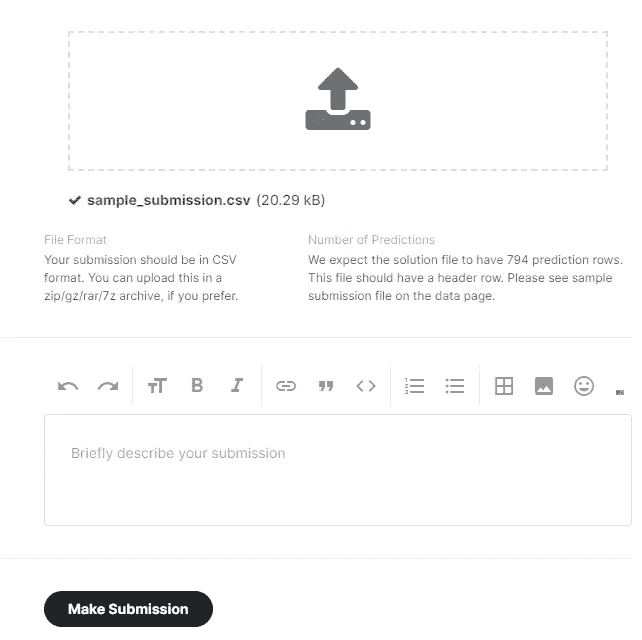 sample_submission.csv (20.29 kB)
File Format
Your submission should be in CSV
format. You can upload this in a
zip/gz/rar/7z archive, if you prefer.
Number of Predictions
We expect the solution file to have 794 prediction rows.
This file should have a header row. Please see sample
submission file on the data page.
Briefly describe your submission
Make Submission